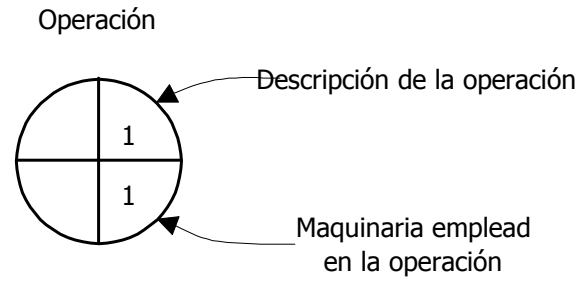 Operación
Descripción de la operación
1
1
Maquinaria emplead
en la operación